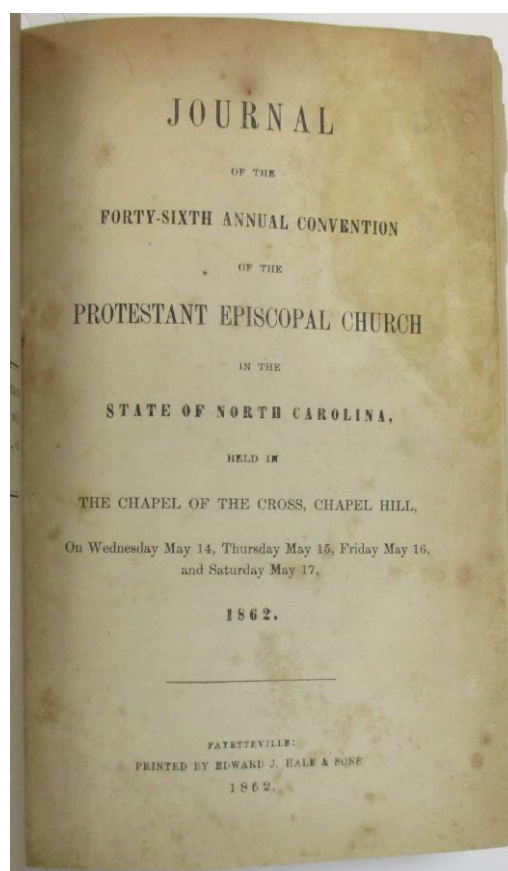 JOURNAL
OF THE
FORTY-SIXTH ANNUAL CONVENTION
OF THE
PROTESTANT EPISCOPAL CHURCH
IN THE
STATE OF NORTH CAROLINA,
HELD IN
THE CHAPEL OF THE CROSS, CHAPEL HILL,
On Wednesday May 14, Thursday May 15, Friday May 16,
and Saturday May 17,
1862.
FAYETTEVILLE:
PRINTED BY EDWARD J. HALE & SONS
1862.